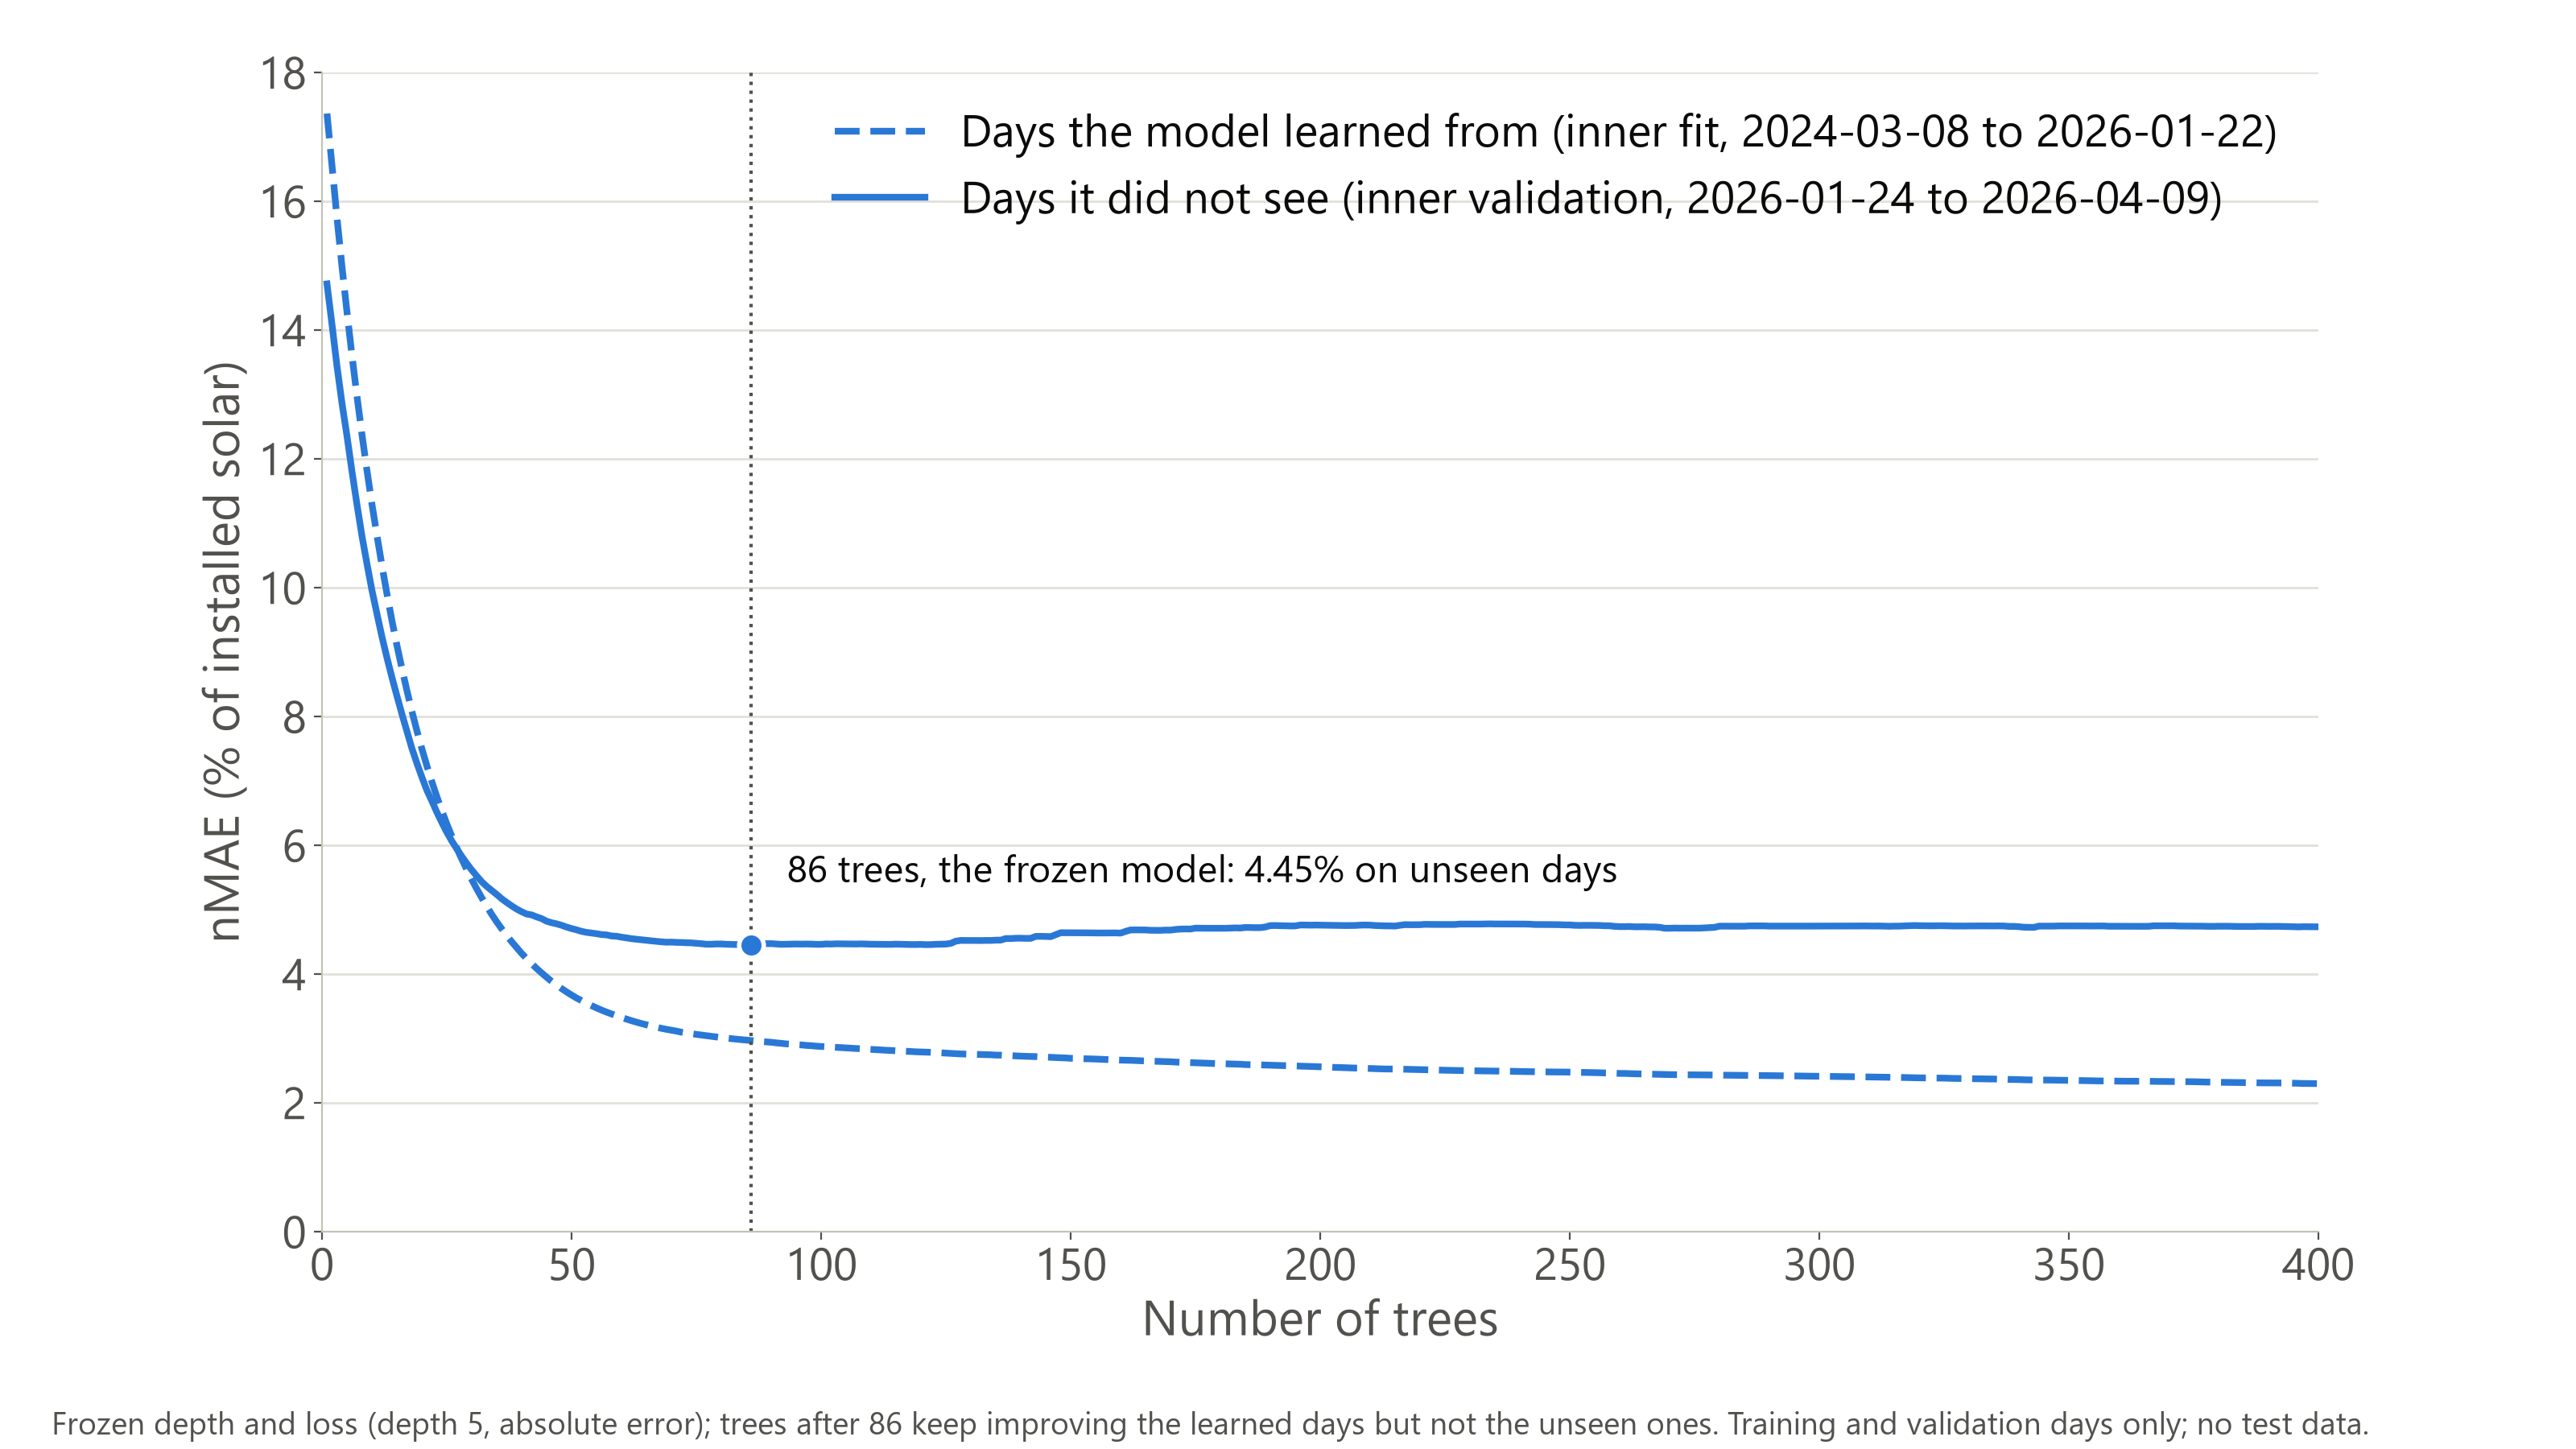 18
16
14
12
10
8
6
4
2
0
nMAE (% of installed solar)
Days the model learned from (inner fit, 2024-03-08 to 2026-01-22)
Days it did not see (inner validation, 2026-01-24 to 2026-04-09)
86 trees, the frozen model: 4.45% on unseen days
0 50 100 150 200 250 300 350 400
Number of trees
Frozen depth and loss (depth 5, absolute error); trees after 86 keep improving the learned days but not the unseen ones. Training and validation days only; no test data.